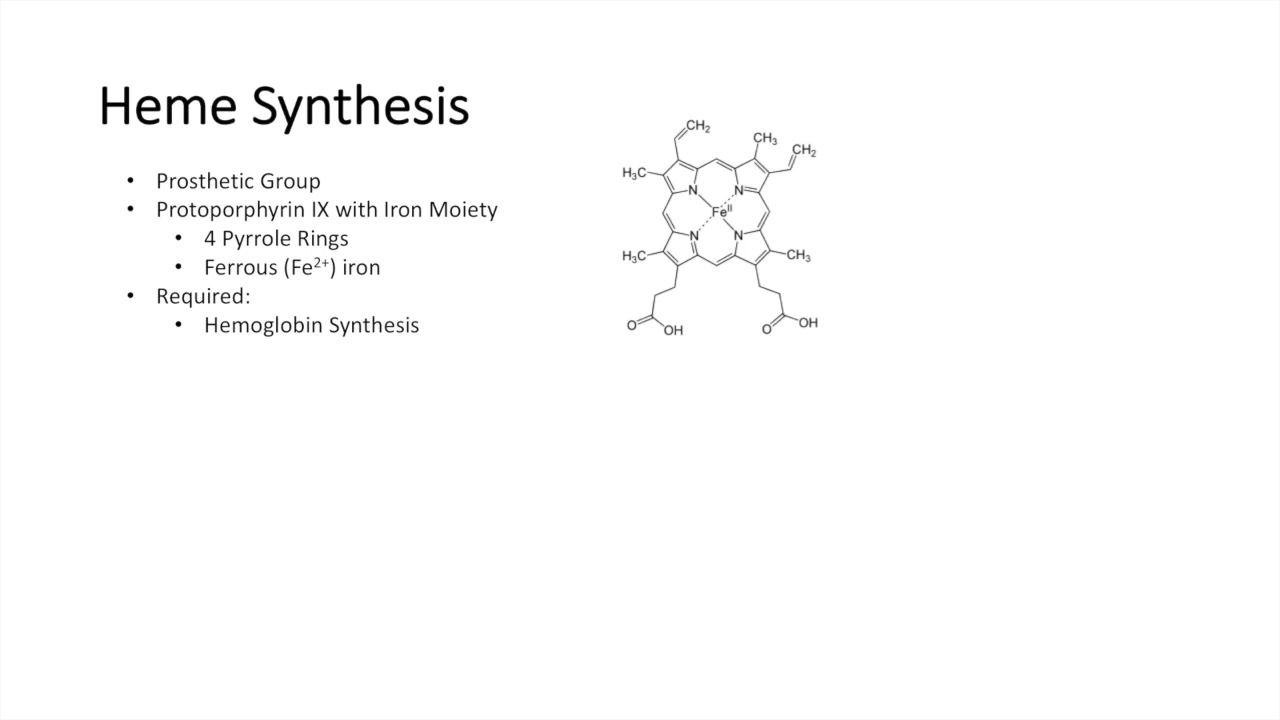 Heme Synthesis
• Prosthetic Group
• Protoporphyrin IX with Iron Moiety
• 4 Pyrrole Rings
• Ferrous (Fe²⁺) iron
• Required:
• Hemoglobin Synthesis
CH₂
CH₃
CH₂
H₃C
N
N
Feᴵᴵ
N
N
H₃C
CH₃
O
OH
O
OH